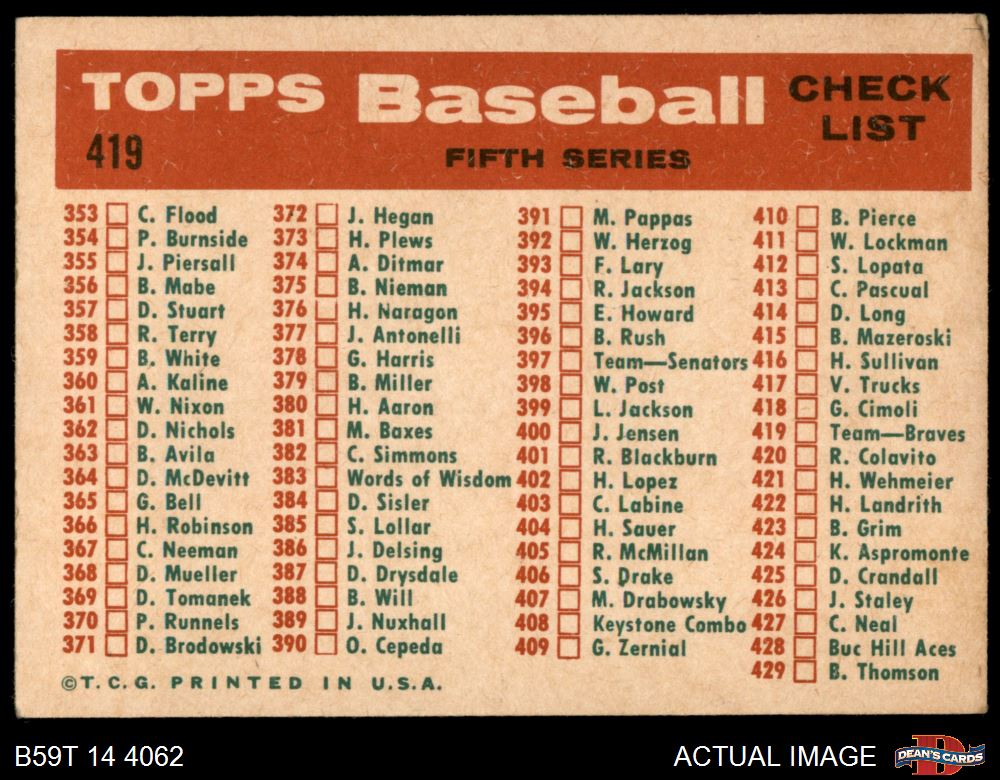 TOPPS Baseball CHECK LIST
419 FIFTH SERIES
353 C. Flood
354 P. Burnside
355 J. Piersall
356 B. Mabe
357 D. Stuart
358 R. Terry
359 B. White
360 A. Kaline
361 W. Nixon
362 D. Nichols
363 B. Avila
364 D. McDevitt
365 G. Bell
366 H. Robinson
367 C. Neeman
368 D. Mueller
369 D. Tomanek
370 P. Runnels
371 D. Brodowski
372 J. Hegan
373 H. Plews
374 A. Ditmar
375 B. Nieman
376 H. Naragon
377 J. Antonelli
378 G. Harris
379 B. Miller
380 H. Aaron
381 M. Baxes
382 C. Simmons
383 Words of Wisdom
384 D. Sisler
385 S. Lollar
386 J. Delsing
387 D. Drysdale
388 B. Will
389 J. Nuxhall
390 O. Cepeda
391 M. Pappas
392 W. Herzog
393 F. Lary
394 R. Jackson
395 E. Howard
396 B. Rush
397 Team—Senators
398 W. Post
399 L. Jackson
400 J. Jensen
401 R. Blackburn
402 H. Lopez
403 C. Labine
404 H. Sauer
405 R. McMillan
406 S. Drake
407 M. Drabowsky
408 Keystone Combo
409 G. Zernial
410 B. Pierce
411 W. Lockman
412 S. Lopata
413 C. Pascual
414 D. Long
415 B. Mazeroski
416 H. Sullivan
417 V. Trucks
418 G. Cimoli
419 Team—Braves
420 R. Colavito
421 H. Wehmeier
422 H. Landrith
423 B. Grim
424 K. Aspromonte
425 D. Crandall
426 J. Staley
427 C. Neal
428 Buc Hill Aces
429 B. Thomson
©T.C.G. PRINTED IN U.S.A.
B59T 14 4062
ACTUAL IMAGE
D
DEAN'S CARDS